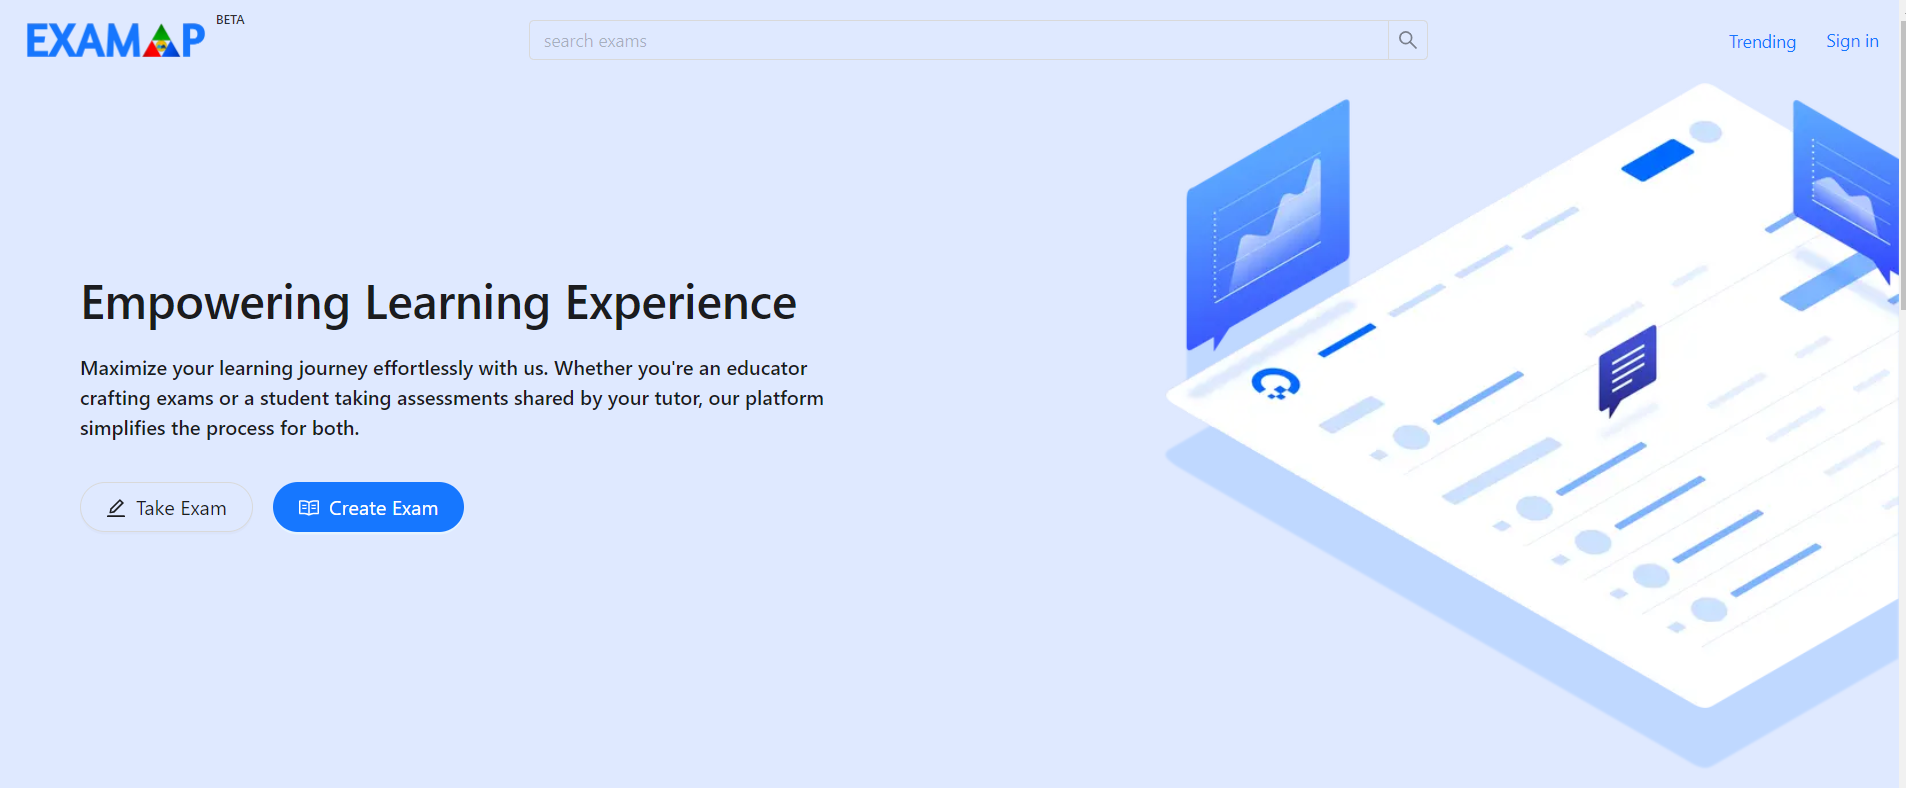 EXAMAP BETA
search exams
Trending
Sign in
Empowering Learning Experience
Maximize your learning journey effortlessly with us. Whether you're an educator
crafting exams or a student taking assessments shared by your tutor, our platform
simplifies the process for both.
Take Exam
Create Exam